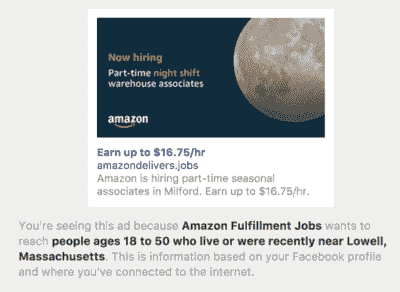 Now hiring
Part-time night shift
warehouse associates
amazon
Earn up to $16.75/hr
amazondelivers.jobs
Amazon is hiring part-time seasonal
associates in Milford. Earn up to $16.75/hr.
You're seeing this ad because Amazon Fulfillment Jobs wants to
reach people ages 18 to 50 who live or were recently near Lowell,
Massachusetts. This is information based on your Facebook profile
and where you've connected to the internet.